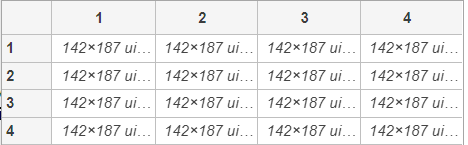 1 2 3 4
1 142×187 ui... 142×187 ui... 142×187 ui... 142×187 ui...
2 142×187 ui... 142×187 ui... 142×187 ui... 142×187 ui...
3 142×187 ui... 142×187 ui... 142×187 ui... 142×187 ui...
4 142×187 ui... 142×187 ui... 142×187 ui... 142×187 ui...